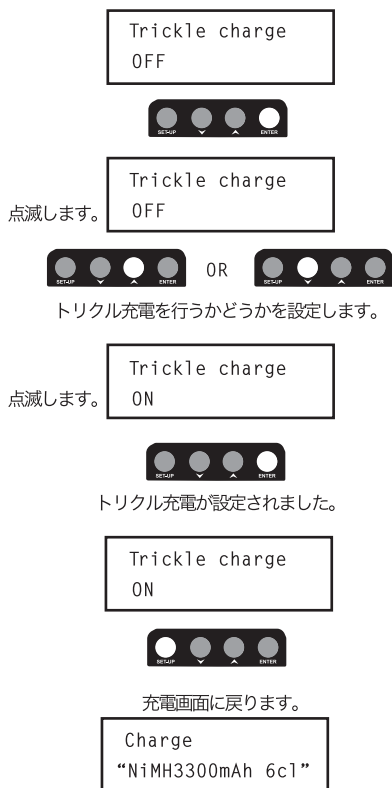 Trickle charge
OFF
SET-UP ENTER
Trickle charge
点滅します。 OFF
SET-UP ENTER OR SET-UP ENTER
トリクル充電を行うかどうかを設定します。
Trickle charge
点滅します。 ON
SET-UP ENTER
トリクル充電が設定されました。
Trickle charge
ON
SET-UP ENTER
充電画面に戻ります。
Charge
“NiMH3300mAh 6cl”